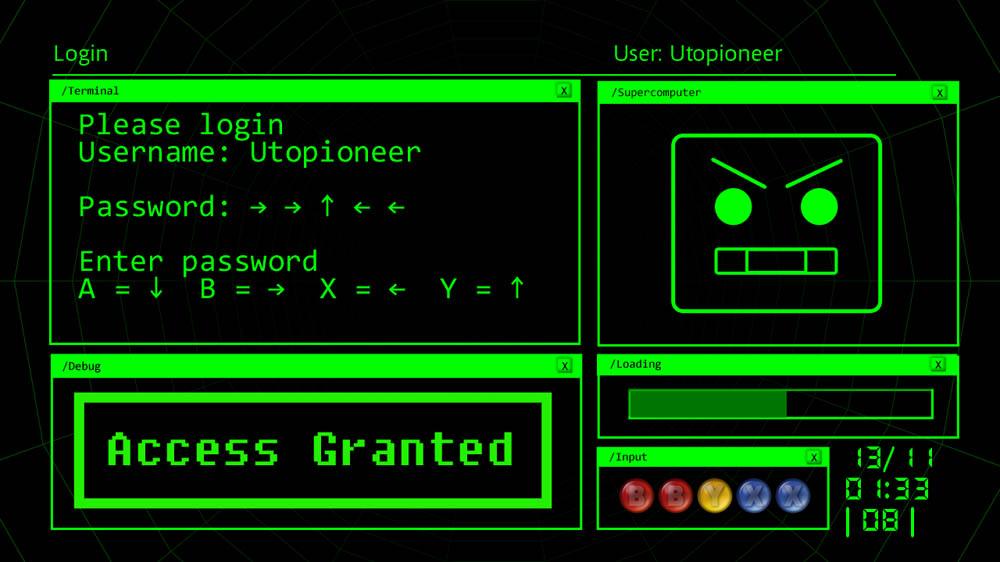 Login
User: Utopioneer
/Terminal X
Please login
Username: Utopioneer
Password: → → ↑ ← ←
Enter password
A = ↓ B = → X = ← Y = ↑
/Supercomputer X
/Debug X
Access Granted
/Loading X
/Input X
B B Y X X
13/11
01:33
|08|